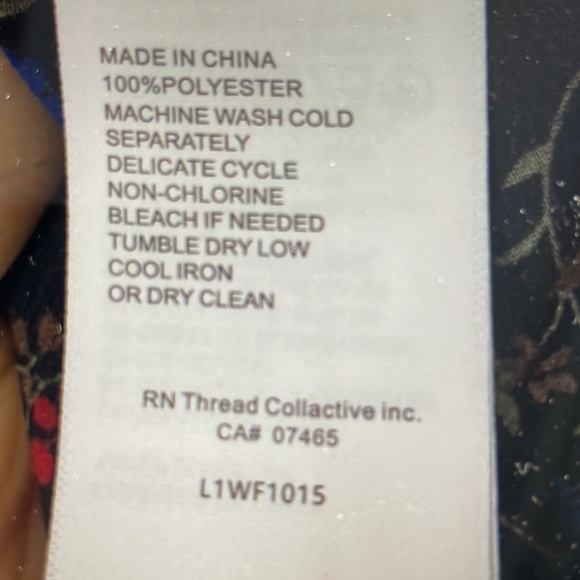 MADE IN CHINA
100%POLYESTER
MACHINE WASH COLD
SEPARATELY
DELICATE CYCLE
NON-CHLORINE
BLEACH IF NEEDED
TUMBLE DRY LOW
COOL IRON
OR DRY CLEAN
RN Thread Collactive inc.
CA# 07465
L1WF1015